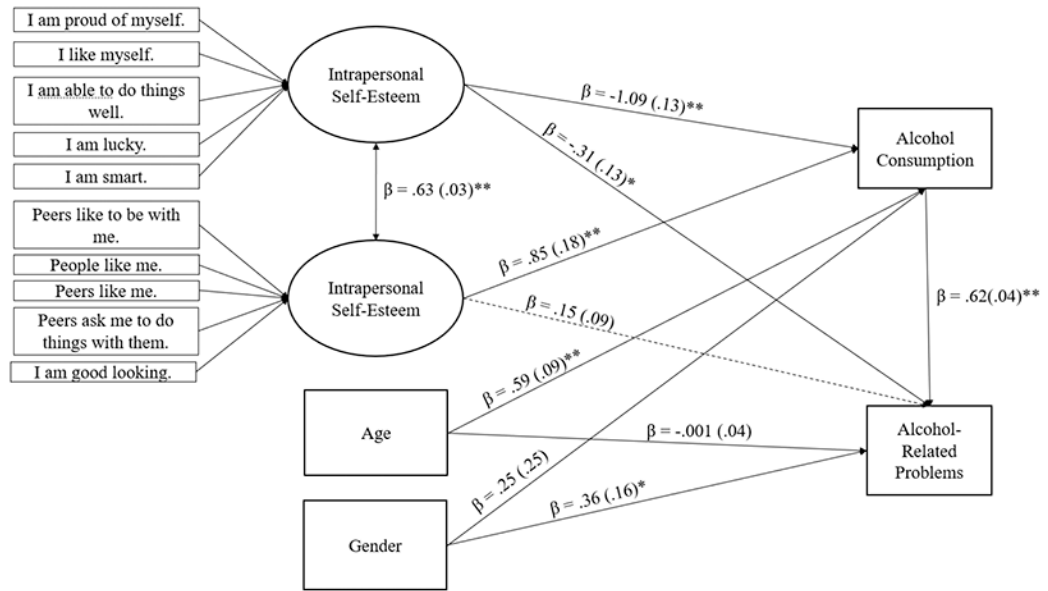 I am proud of myself.
I like myself.
I am able to do things
well.
I am lucky.
I am smart.
Peers like to be with
me.
People like me.
Peers like me.
Peers ask me to do
things with them.
I am good looking.
Intrapersonal
Self-Esteem
β = .63 (.03)**
Intrapersonal
Self-Esteem
Age
Gender
β = -1.09 (.13)**
β = -.31 (.13)*
β = .85 (.18)**
β = .15 (.09)
β = .59 (.09)**
β = -.001 (.04)
β = .25 (.25)
β = .36 (.16)*
Alcohol
Consumption
β = .62(.04)**
Alcohol-
Related
Problems